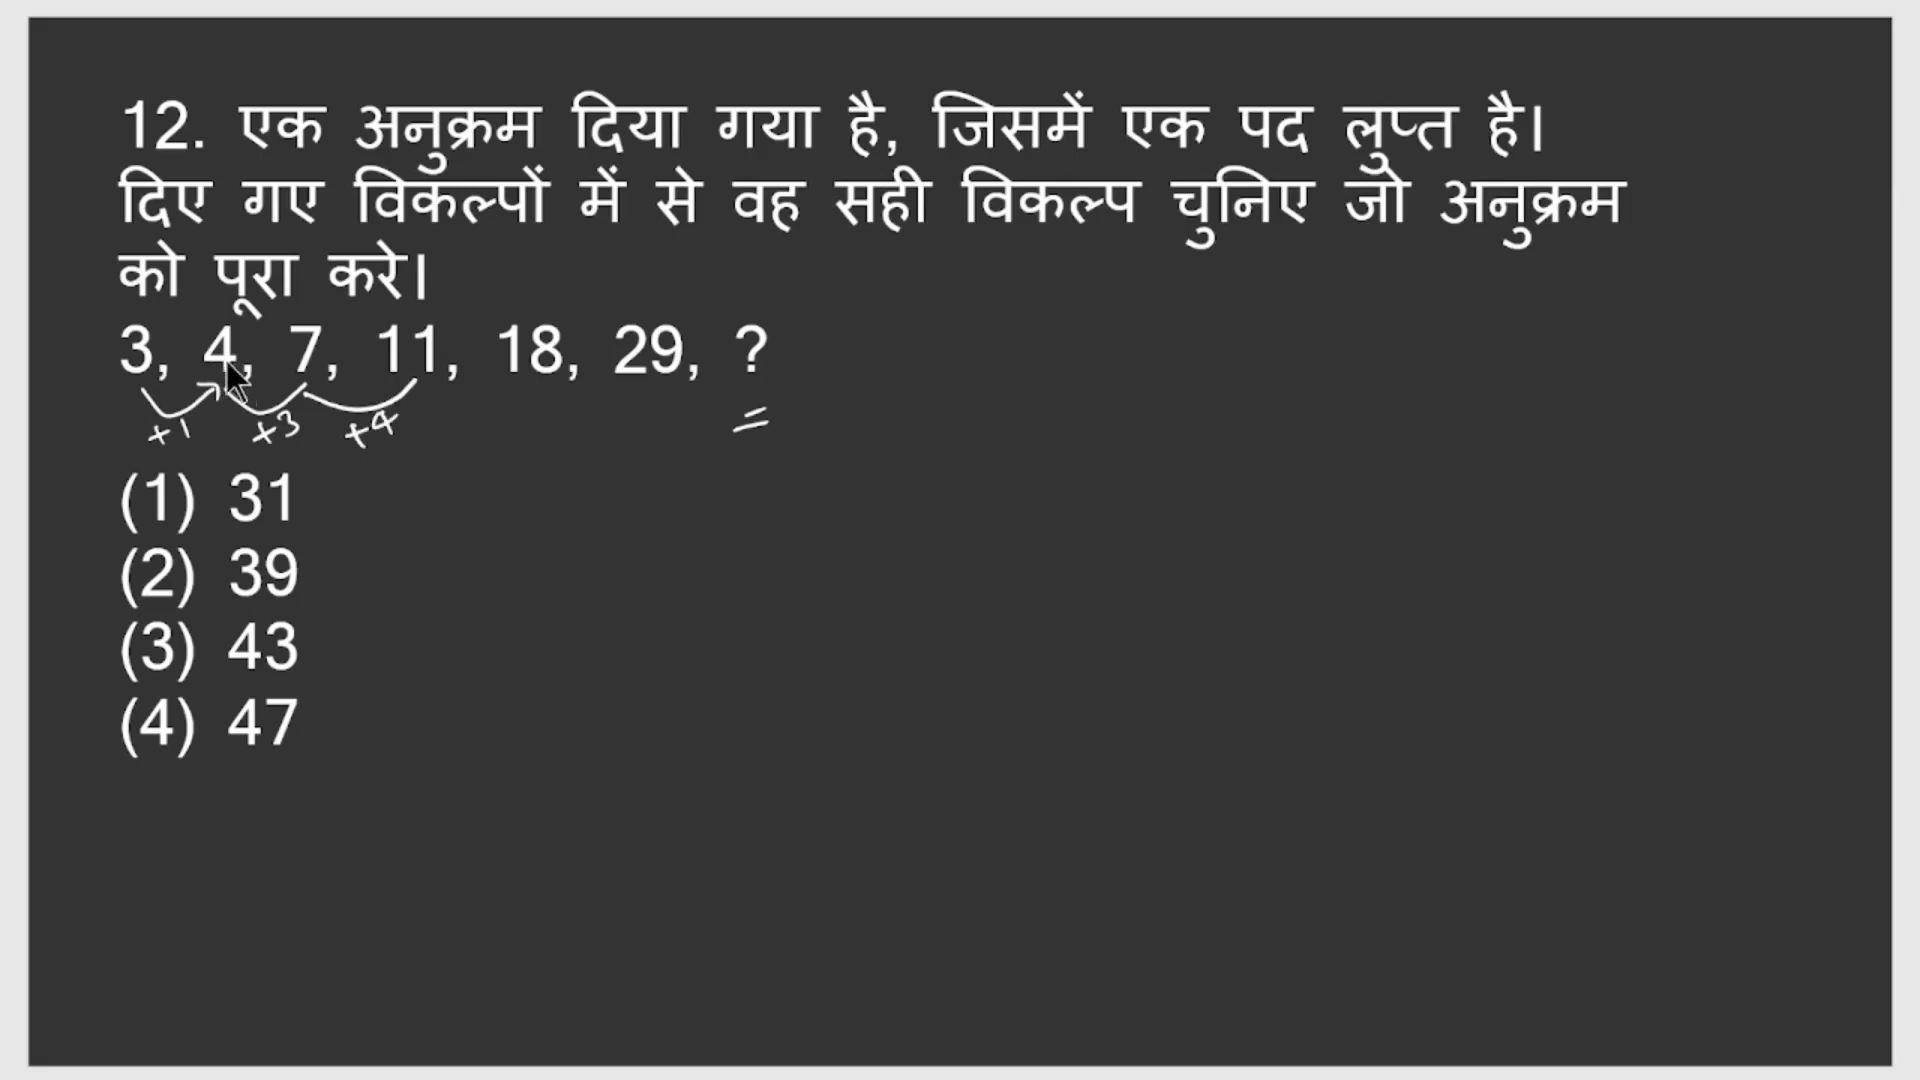 12. एक अनुक्रम दिया गया है, जिसमें एक पद लुप्त है।
दिए गए विकल्पों में से वह सही विकल्प चुनिए जो अनुक्रम
को पूरा करे।
3, 4, 7, 11, 18, 29, ?
+1 +3 +4 =
(1) 31
(2) 39
(3) 43
(4) 47